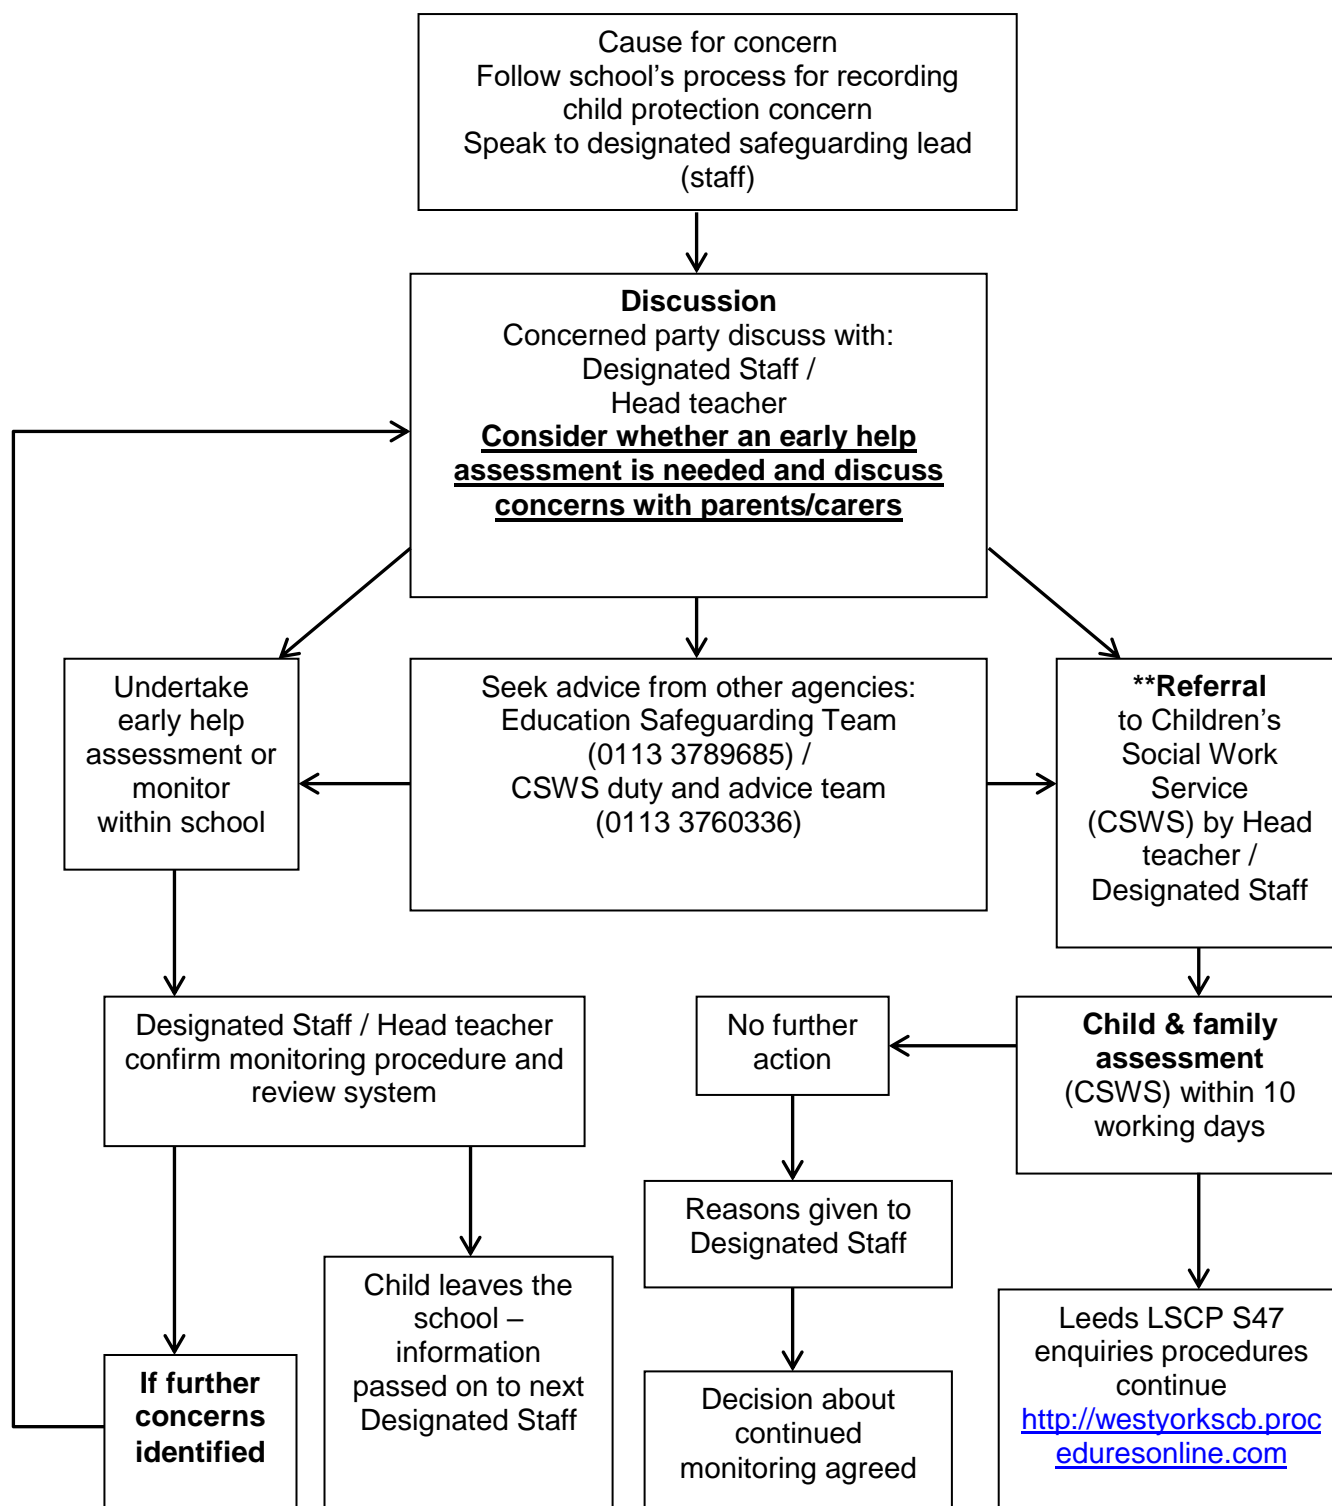 Cause for concern
Follow school’s process for recording
child protection concern
Speak to designated safeguarding lead
(staff)
Discussion
Concerned party discuss with:
Designated Staff /
Head teacher
Consider whether an early help
assessment is needed and discuss
concerns with parents/carers
Undertake
early help
assessment or
monitor
within school
Seek advice from other agencies:
Education Safeguarding Team
(0113 3789685) /
CSWS duty and advice team
(0113 3760336)
**Referral
to Children’s
Social Work
Service
(CSWS) by Head
teacher /
Designated Staff
Designated Staff / Head teacher
confirm monitoring procedure and
review system
No further
action
Child & family
assessment
(CSWS) within 10
working days
Reasons given to
Designated Staff
If further
concerns
identified
Child leaves the
school –
information
passed on to next
Designated Staff
Decision about
continued
monitoring agreed
Leeds LSCP S47
enquiries procedures
continue
http://westyorkscb.proc
eduresonline.com